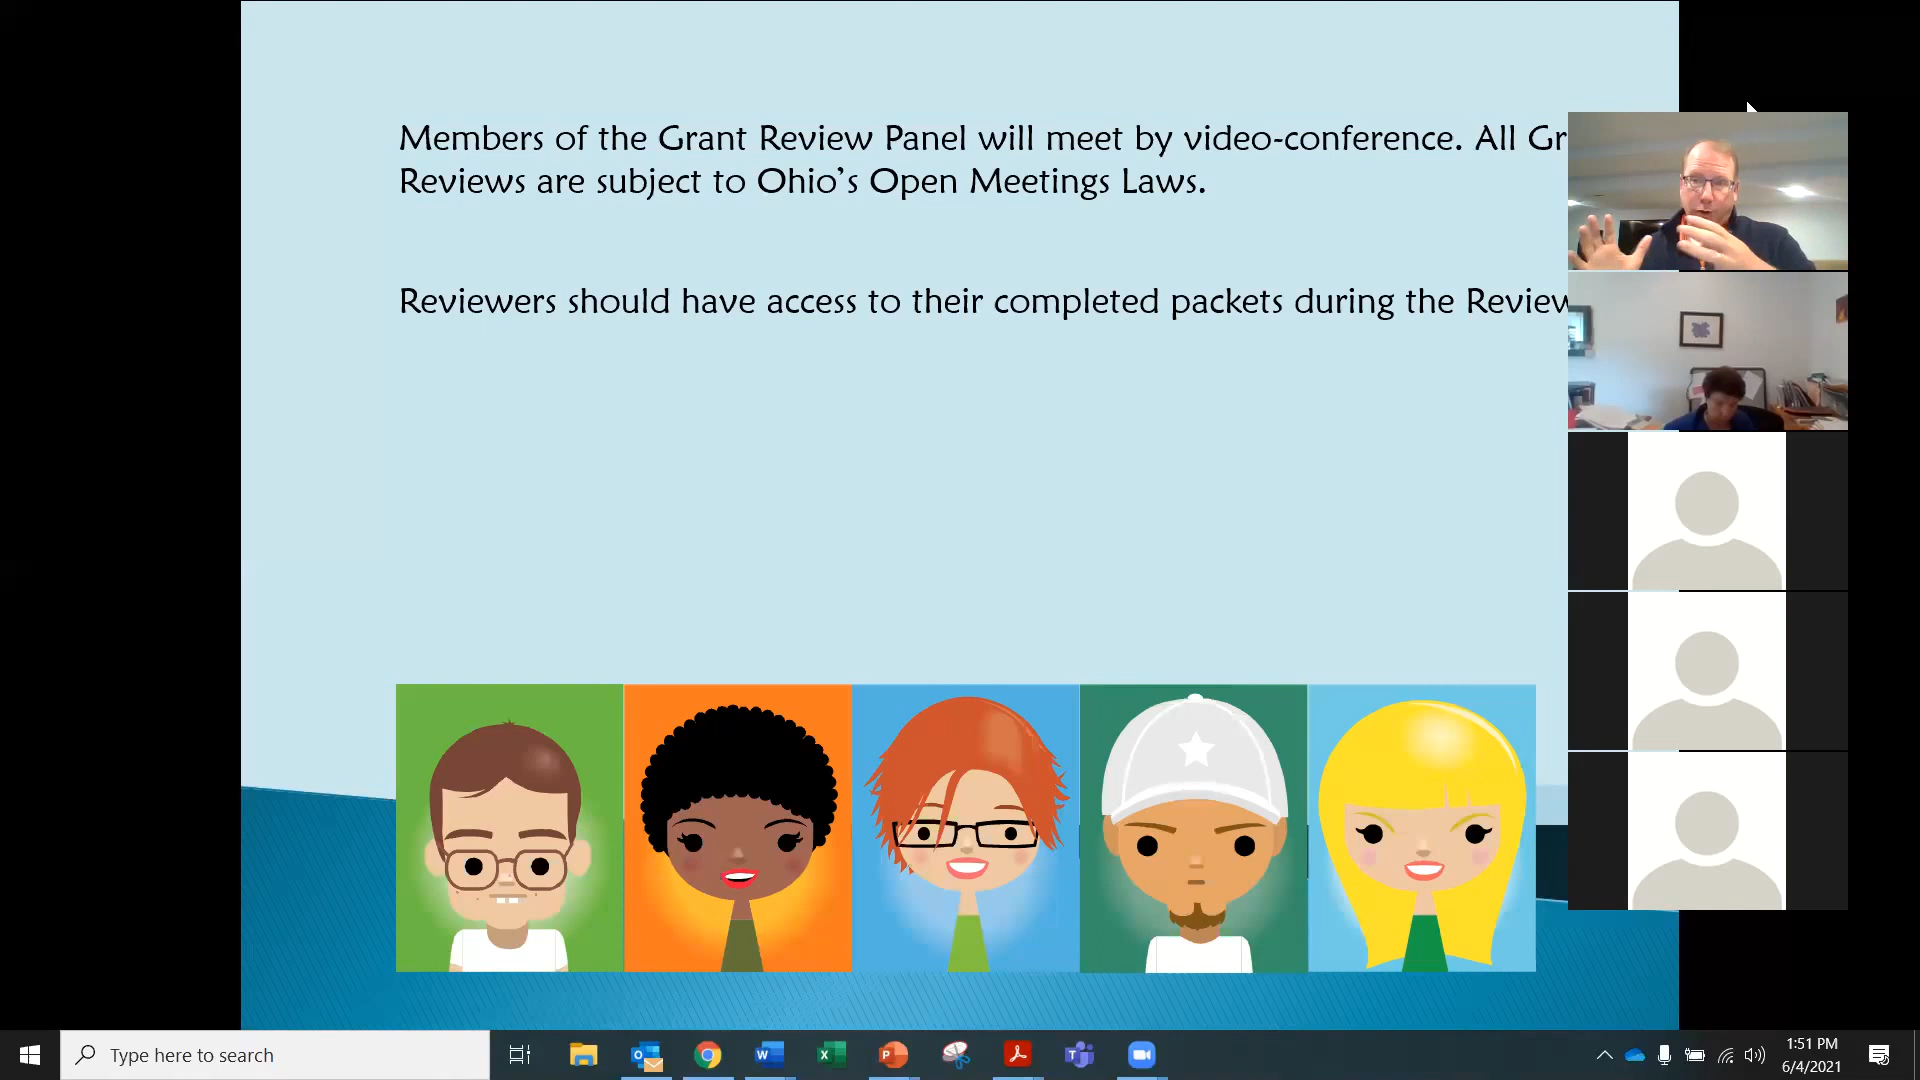 Members of the Grant Review Panel will meet by video-conference. All Gr
Reviews are subject to Ohio's Open Meetings Laws.
Reviewers should have access to their completed packets during the Review
Type here to search
1:51 PM
6/4/2021